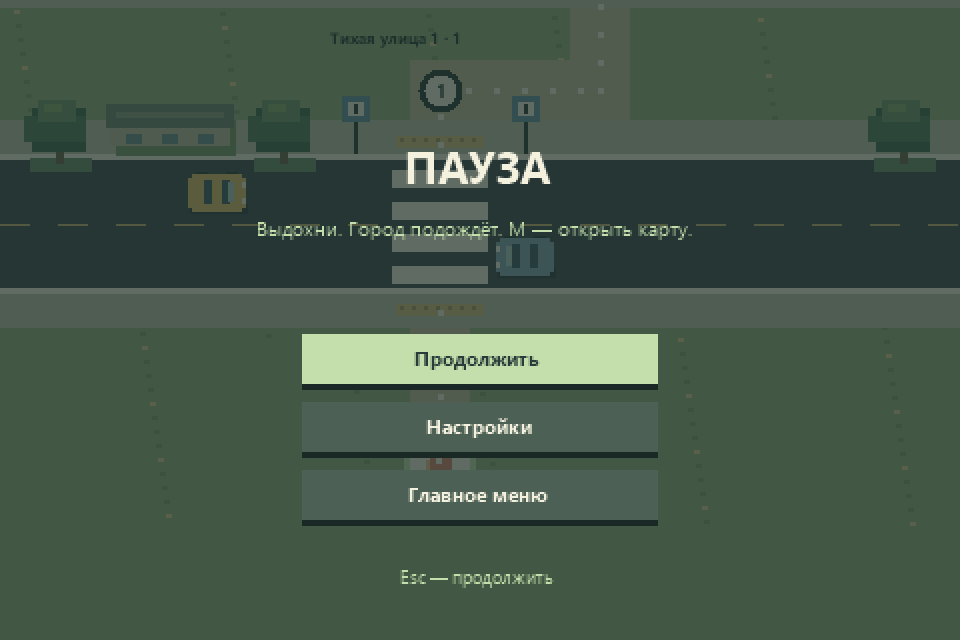 Тихая улица 1 · 1
1
ПАУЗА
Выдохни. Город подождёт. M — открыть карту.
Продолжить
Настройки
Главное меню
Esc — продолжить